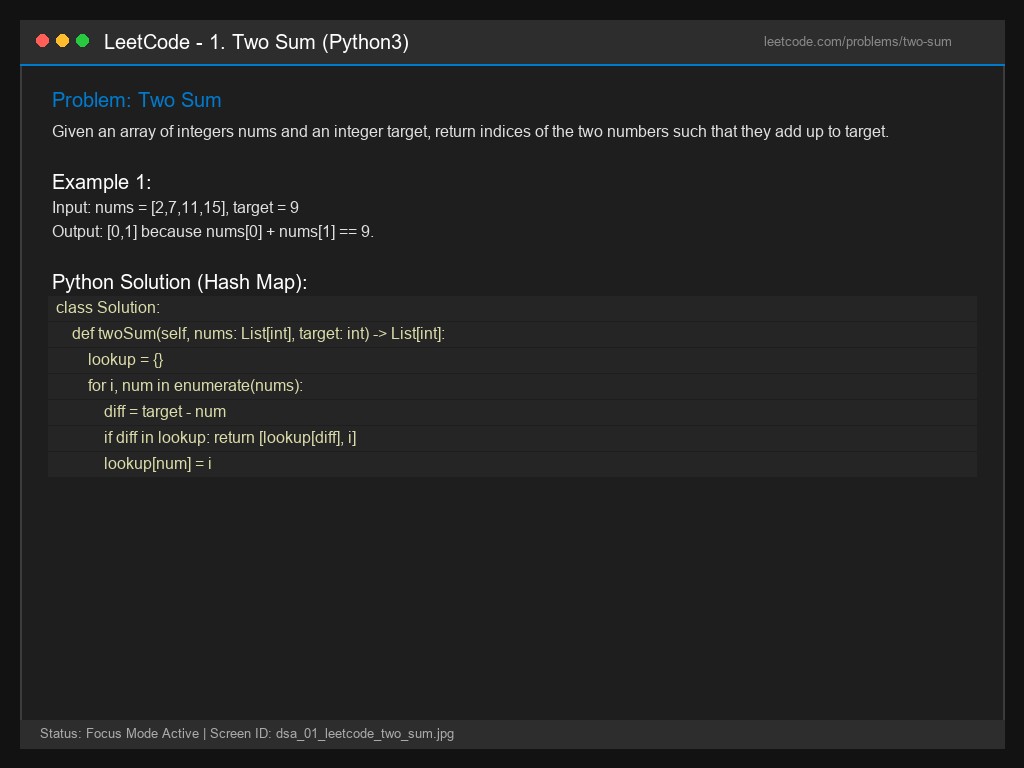 LeetCode - 1. Two Sum (Python3)
leetcode.com/problems/two-sum
Problem: Two Sum
Given an array of integers nums and an integer target, return indices of the two numbers such that they add up to target.
Example 1:
Input: nums = [2,7,11,15], target = 9
Output: [0,1] because nums[0] + nums[1] == 9.
Python Solution (Hash Map):
class Solution:
    def twoSum(self, nums: List[int], target: int) -> List[int]:
        lookup = {}
        for i, num in enumerate(nums):
            diff = target - num
            if diff in lookup: return [lookup[diff], i]
            lookup[num] = i
Status: Focus Mode Active | Screen ID: dsa_01_leetcode_two_sum.jpg